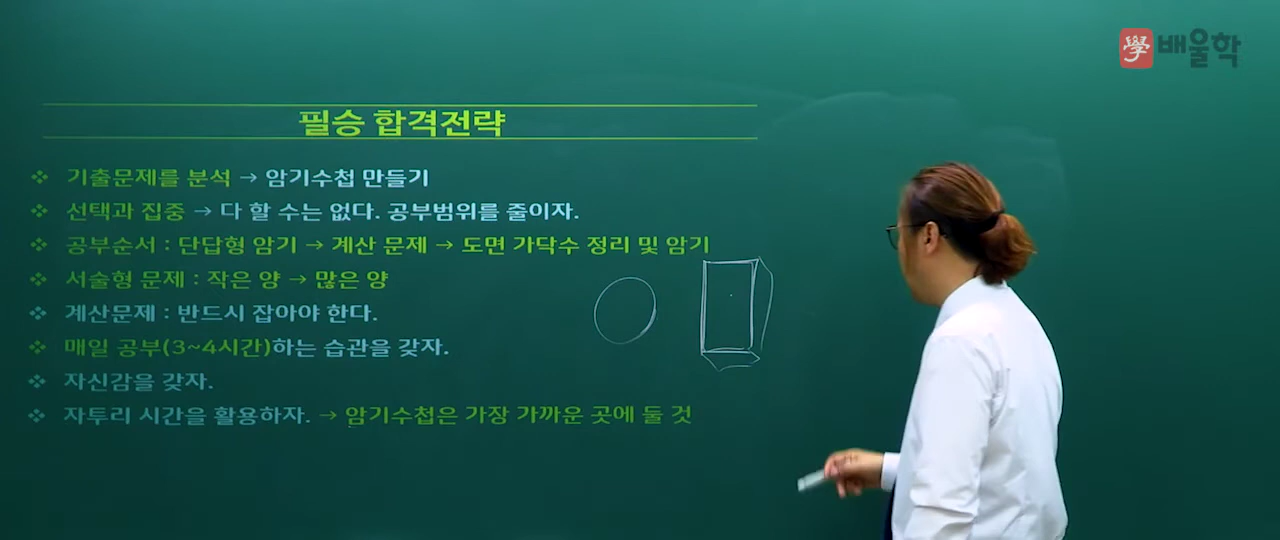 學 배울학
필승 합격전략
❖ 기출문제를 분석 → 암기수첩 만들기
❖ 선택과 집중 → 다 할 수는 없다. 공부범위를 줄이자.
❖ 공부순서 : 단답형 암기 → 계산 문제 → 도면 가닥수 정리 및 암기
❖ 서술형 문제 : 작은 양 → 많은 양
❖ 계산문제 : 반드시 잡아야 한다.
❖ 매일 공부(3~4시간)하는 습관을 갖자.
❖ 자신감을 갖자.
❖ 자투리 시간을 활용하자. → 암기수첩은 가장 가까운 곳에 둘 것